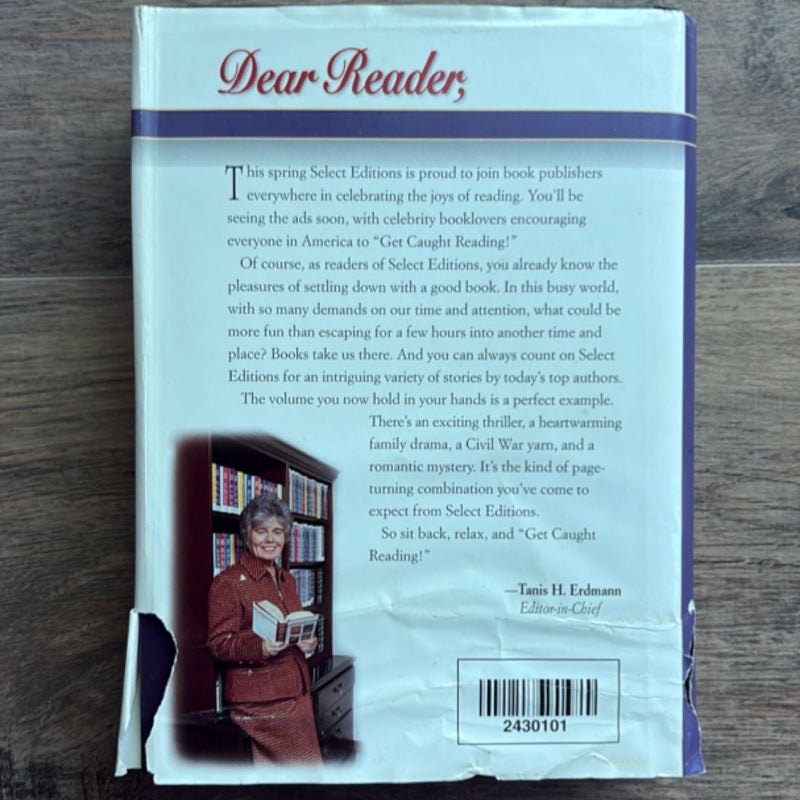 Dear Reader,
This spring Select Editions is proud to join book publishers
everywhere in celebrating the joys of reading. You'll be
seeing the ads soon, with celebrity booklovers encouraging
everyone in America to "Get Caught Reading!"
Of course, as readers of Select Editions, you already know the
pleasures of settling down with a good book. In this busy world,
with so many demands on our time and attention, what could be
more fun than escaping for a few hours into another time and
place? Books take us there. And you can always count on Select
Editions for an intriguing variety of stories by today's top authors.
The volume you now hold in your hands is a perfect example.
There's an exciting thriller, a heartwarming
family drama, a Civil War yarn, and a
romantic mystery. It's the kind of page-
turning combination you've come to
expect from Select Editions.
So sit back, relax, and "Get Caught
Reading!"
—Tanis H. Erdmann
Editor-in-Chief
2430101